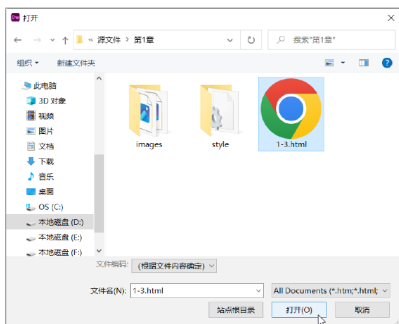 Dw 打开
« 源文件 > 第1章
搜索"第1章"
组织 新建文件夹
此电脑
3D 对象
视频
图片
文档
下载
音乐
桌面
OS (C:)
本地磁盘 (D:)
本地磁盘 (E:)
本地磁盘 (F:)
images
style
1-3.html
文件编码: (根据文件内容确定)
文件名(N): 1-3.html
All Documents (*.htm;*.html;
站点根目录 打开(O) 取消